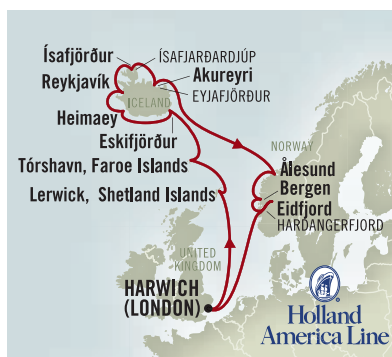 Ísafjörður
ÍSAFJARÐARDJÚP
Reykjavík
Akureyri
EYJAFJÖRÐUR
ICELAND
Heimaey
Eskifjörður
NORWAY
Tórshavn, Faroe Islands
Ålesund
Lerwick, Shetland Islands
Bergen
Eidfjord
HARDANGERFJORD
UNITED
KINGDOM
HARWICH
(LONDON)
Holland
America Line